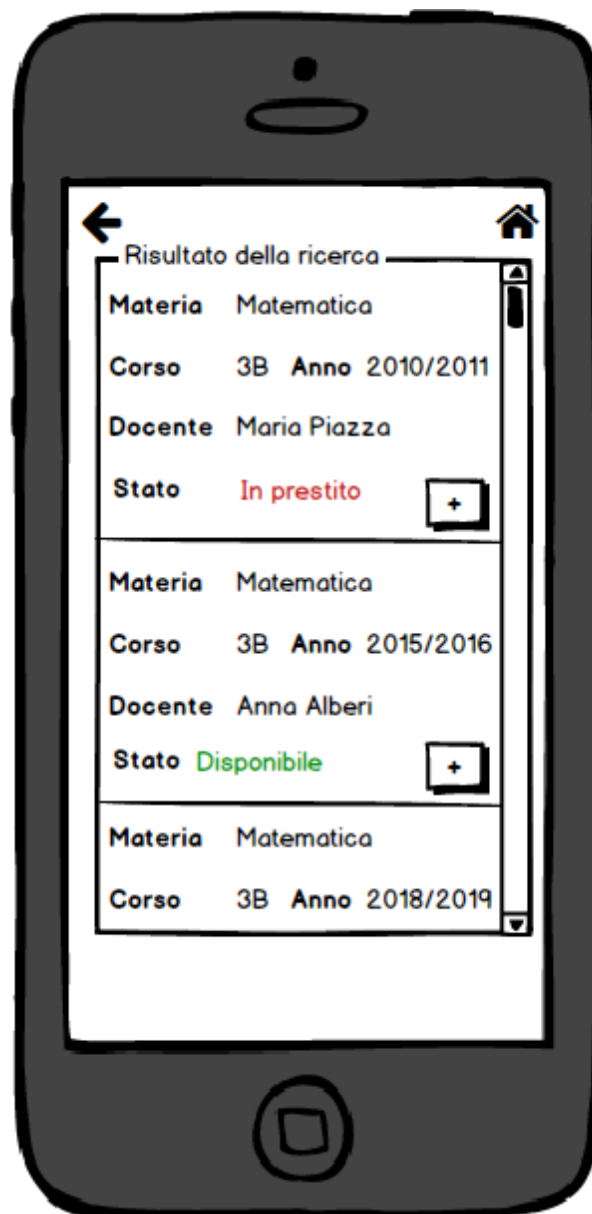 Risultato della ricerca
Materia Matematica
Corso 3B Anno 2010/2011
Docente Maria Piazza
Stato In prestito
+
Materia Matematica
Corso 3B Anno 2015/2016
Docente Anna Alberi
Stato Disponibile
+
Materia Matematica
Corso 3B Anno 2018/2019